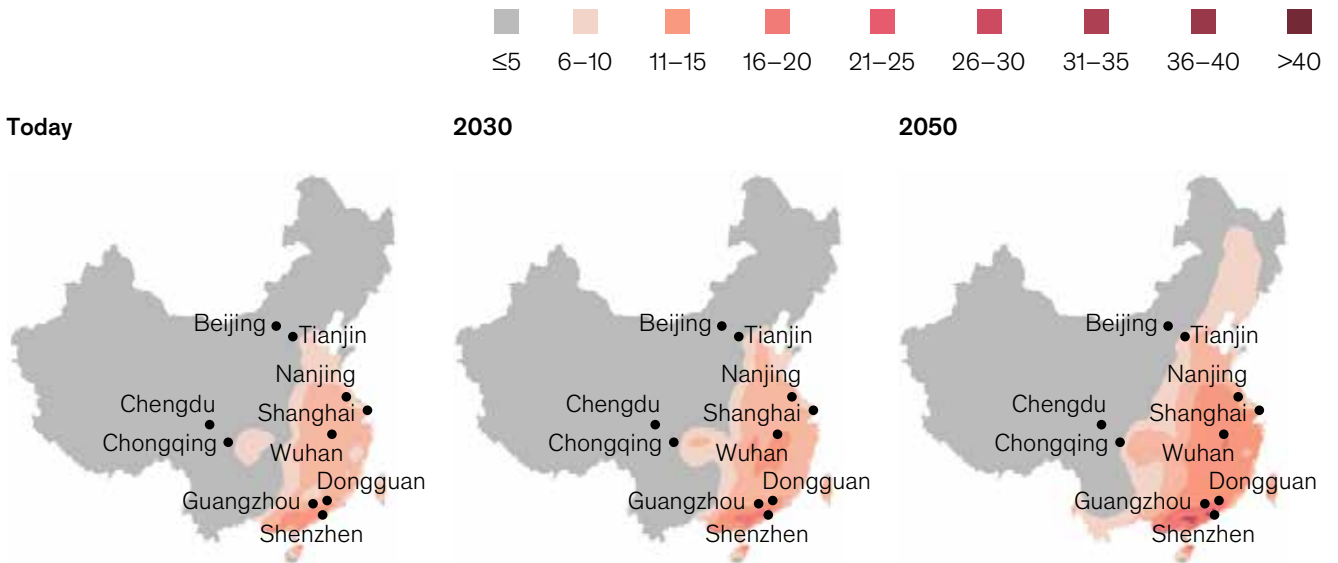 ≤5 6–10 11–15 16–20 21–25 26–30 31–35 36–40 >40
Today
2030
2050
Beijing
Tianjin
Nanjing
Chengdu
Shanghai
Chongqing
Wuhan
Dongguan
Guangzhou
Shenzhen
Beijing
Tianjin
Nanjing
Chengdu
Shanghai
Chongqing
Wuhan
Dongguan
Guangzhou
Shenzhen
Beijing
Tianjin
Nanjing
Chengdu
Shanghai
Chongqing
Wuhan
Dongguan
Guangzhou
Shenzhen